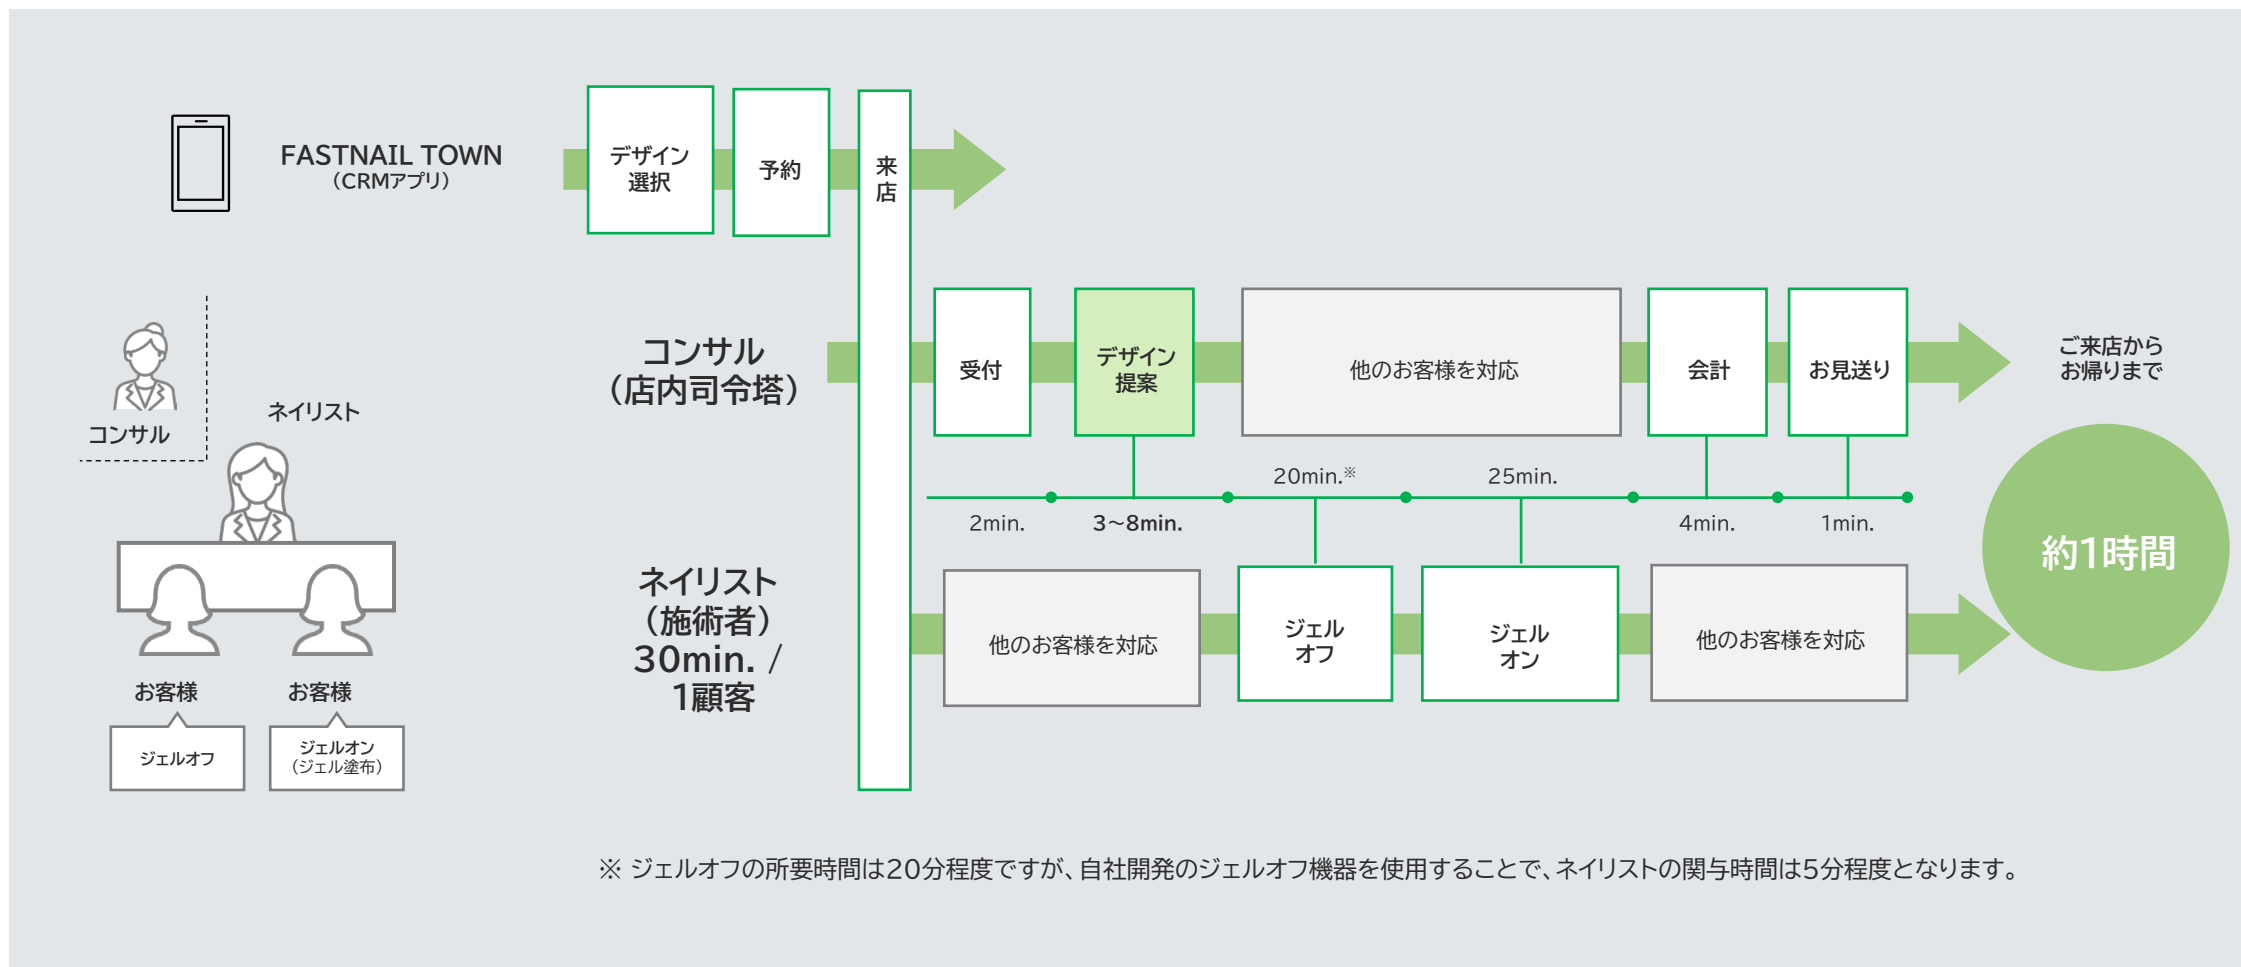 FASTNAIL TOWN
（CRMアプリ）
デザイン
選択
予約
来
店
コンサル
ネイリスト
お客様
お客様
ジェルオフ
ジェルオン
（ジェル塗布）
コンサル
（店内司令塔）
受付
デザイン
提案
他のお客様を対応
会計
お見送り
ご来店から
お帰りまで
約1時間
20min.※
25min.
2min.
3～8min.
4min.
1min.
ネイリスト
（施術者）
30min. /
1顧客
他のお客様を対応
ジェル
オフ
ジェル
オン
他のお客様を対応
※ ジェルオフの所要時間は20分程度ですが、自社開発のジェルオフ機器を使用することで、ネイリストの関与時間は5分程度となります。